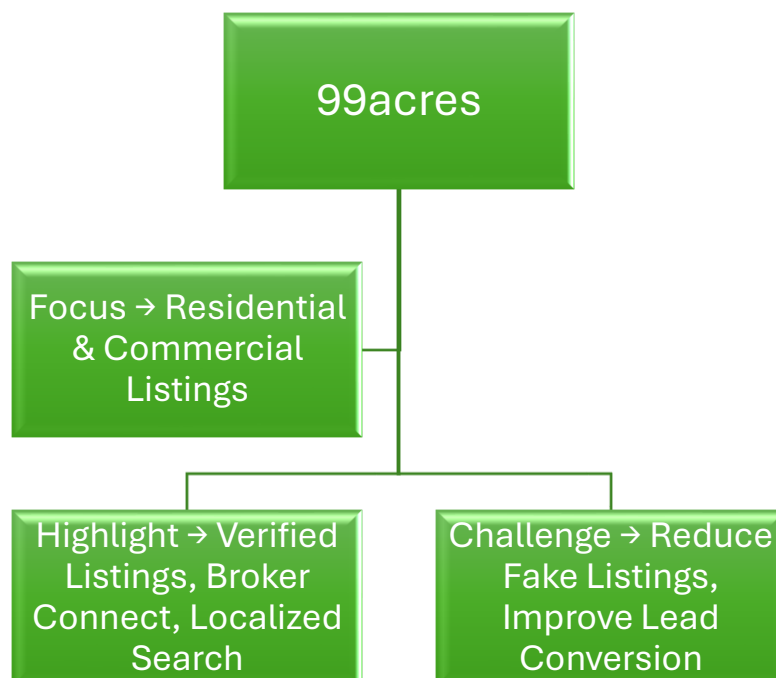 99acres
Focus → Residential
& Commercial
Listings
Highlight → Verified
Listings, Broker
Connect, Localized
Search
Challenge → Reduce
Fake Listings,
Improve Lead
Conversion